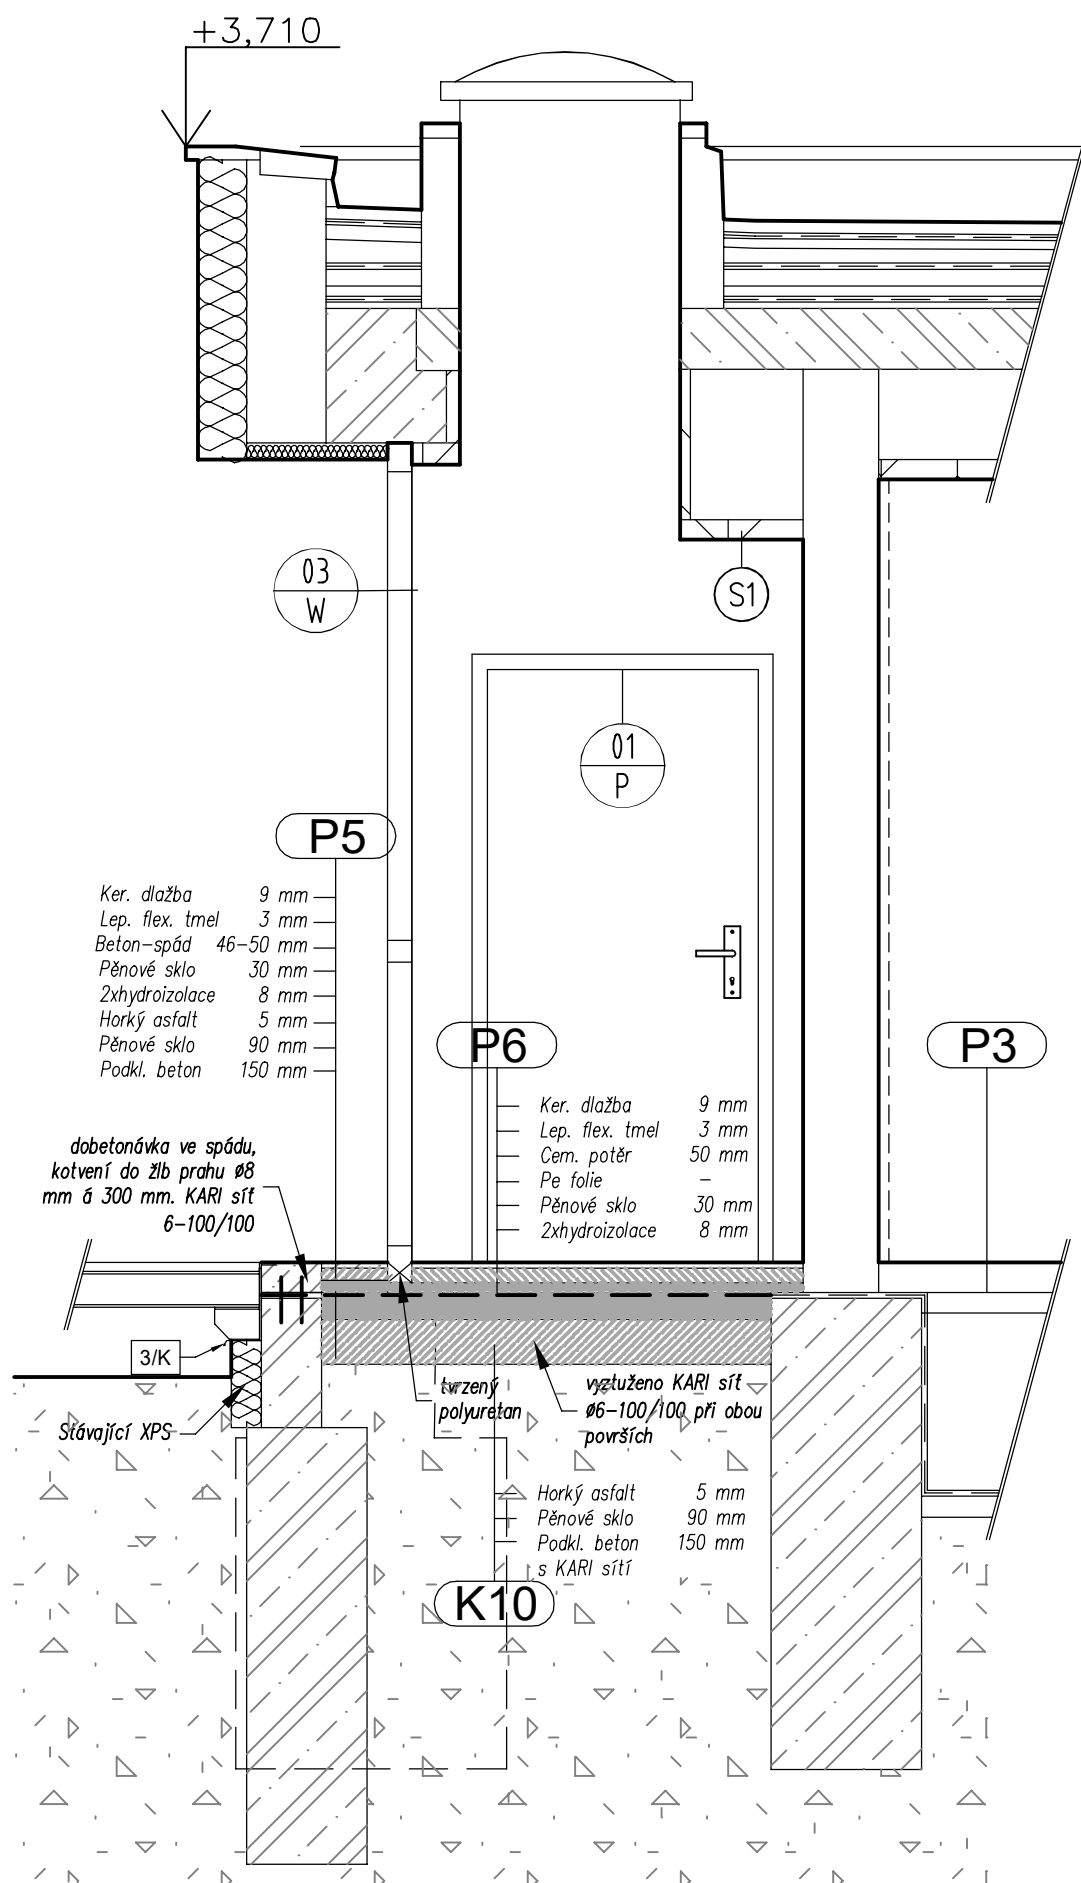 +3,710
03
W
S1
01
P
P5
Ker. dlažba 9 mm
Lep. flex. tmel 3 mm
Beton-spád 46-50 mm
Pěnové sklo 30 mm
2xhydroizolace 8 mm
Horký asfalt 5 mm
Pěnové sklo 90 mm
Podkl. beton 150 mm
P6
P3
Ker. dlažba 9 mm
Lep. flex. tmel 3 mm
Cem. potěr 50 mm
Pe folie -
Pěnové sklo 30 mm
2xhydroizolace 8 mm
dobetonávka ve spádu,
kotvení do žlb prahu ø8
mm á 300 mm. KARI síť
6-100/100
3/K
Stávající XPS
tvrzený
polyuretan
vyztuženo KARI síť
ø6-100/100 při obou
površích
Horký asfalt 5 mm
Pěnové sklo 90 mm
Podkl. beton 150 mm
s KARI sítí
K10